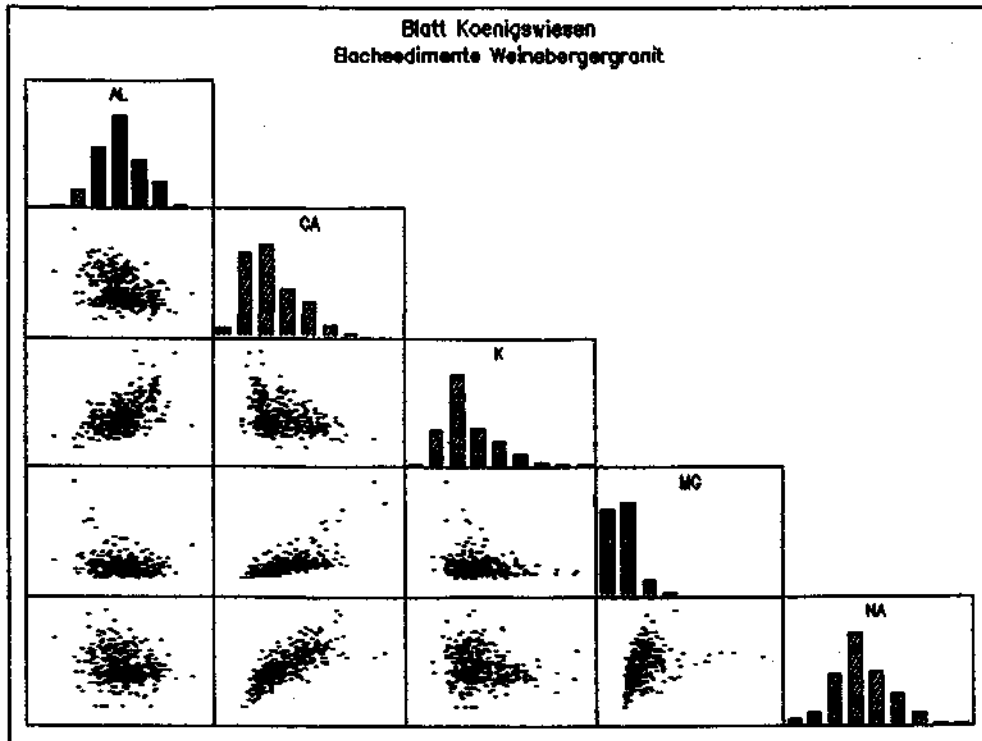 Blatt Koenigswiesen
Bachsedimente Weinsbergergranit
AL
CA
K
MG
NA